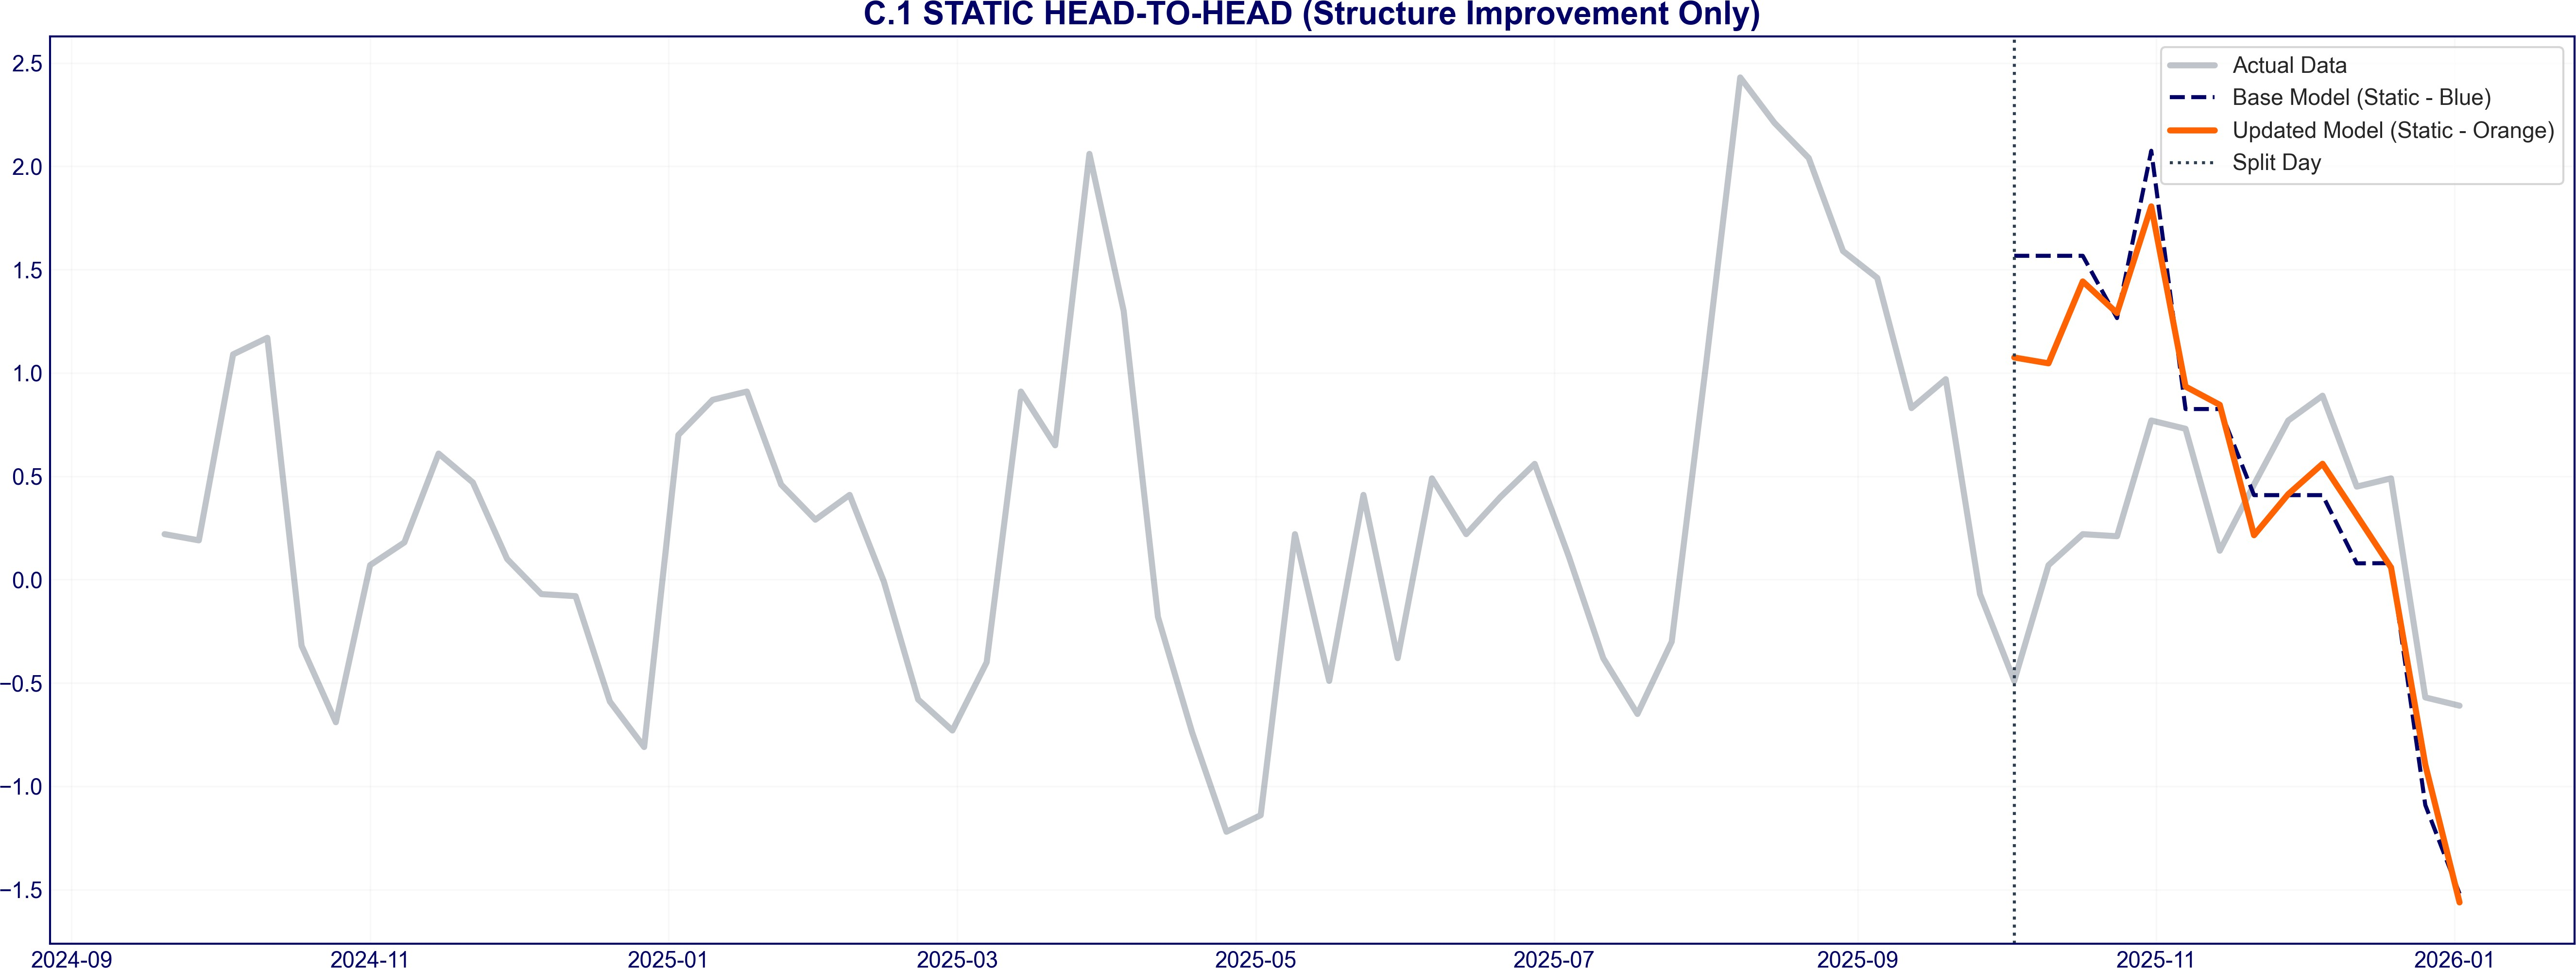 C.1 STATIC HEAD-TO-HEAD (Structure Improvement Only)
Actual Data
Base Model (Static - Blue)
Updated Model (Static - Orange)
Split Day
2.5
2.0
1.5
1.0
0.5
0.0
−0.5
−1.0
−1.5
2024-09 2024-11 2025-01 2025-03 2025-05 2025-07 2025-09 2025-11 2026-01